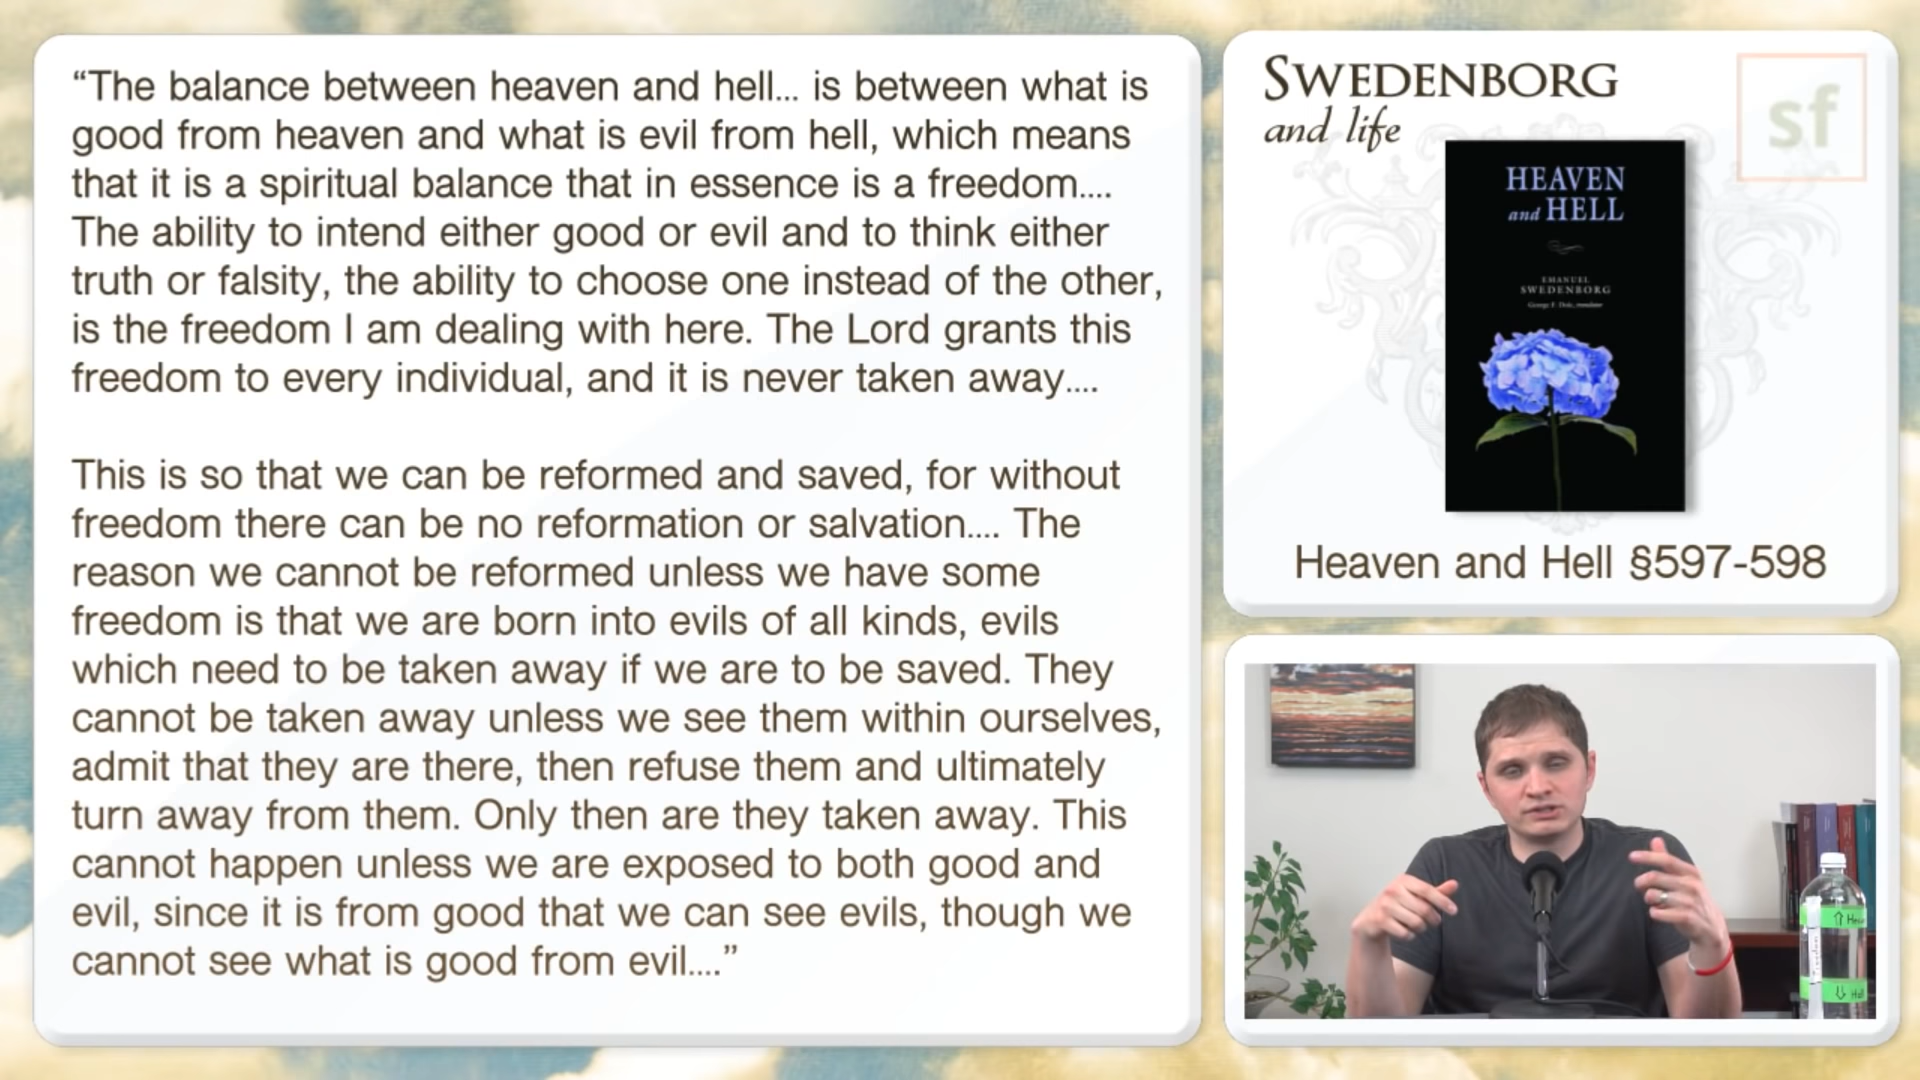 “The balance between heaven and hell... is between what is
good from heaven and what is evil from hell, which means
that it is a spiritual balance that in essence is a freedom....
The ability to intend either good or evil and to think either
truth or falsity, the ability to choose one instead of the other,
is the freedom I am dealing with here. The Lord grants this
freedom to every individual, and it is never taken away....
This is so that we can be reformed and saved, for without
freedom there can be no reformation or salvation.... The
reason we cannot be reformed unless we have some
freedom is that we are born into evils of all kinds, evils
which need to be taken away if we are to be saved. They
cannot be taken away unless we see them within ourselves,
admit that they are there, then refuse them and ultimately
turn away from them. Only then are they taken away. This
cannot happen unless we are exposed to both good and
evil, since it is from good that we can see evils, though we
cannot see what is good from evil....”
SWEDENBORG
and life
sf
HEAVEN
and HELL
EMANUEL
SWEDENBORG
George F. Dole, translator
Heaven and Hell §597-598
Freedom